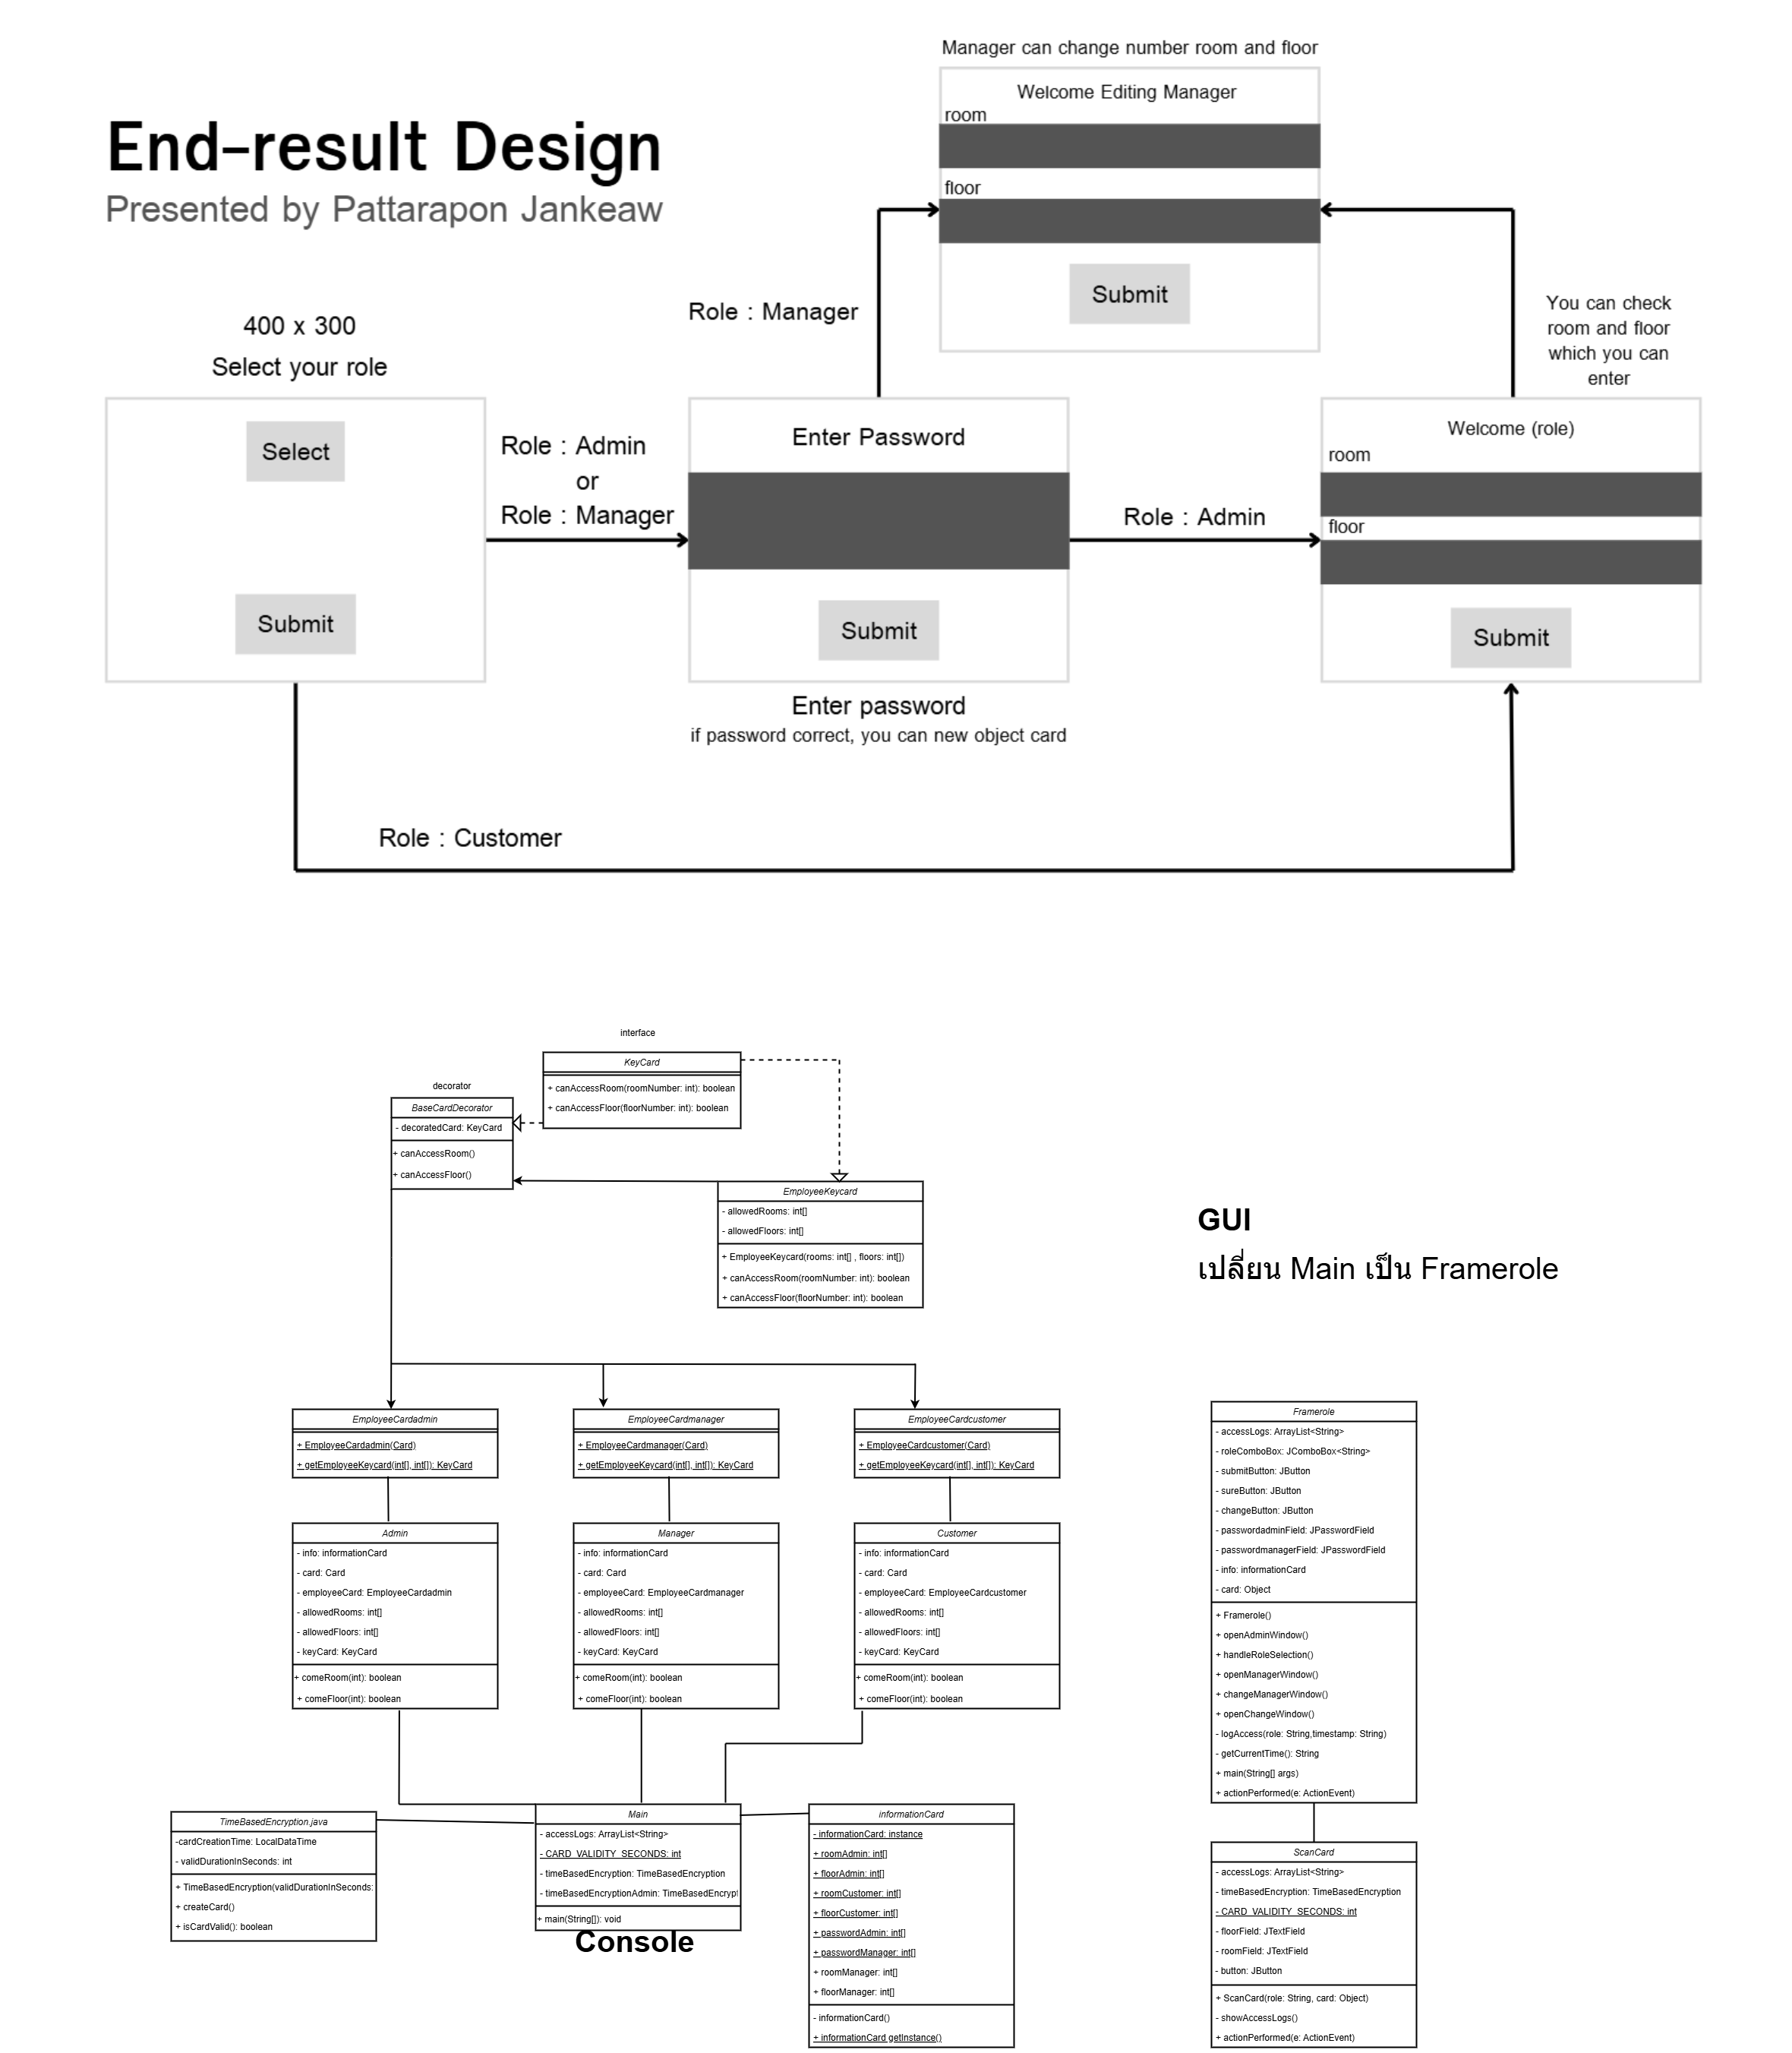 Manager can change number room and floor
Welcome Editing Manager
room
floor
Submit
End-result Design
Presented by Pattarapon Jankeaw
Role : Manager
You can check
room and floor
which you can
enter
400 x 300
Select your role
Select
Submit
Role : Admin
or
Role : Manager
Enter Password
Submit
Enter password
if password correct, you can new object card
Role : Admin
Welcome (role)
room
floor
Submit
Role : Customer
interface
KeyCard
+ canAccessRoom(roomNumber: int): boolean
+ canAccessFloor(floorNumber: int): boolean
decorator
BaseCardDecorator
- decoratedCard: KeyCard
+ canAccessRoom()
+ canAccessFloor()
EmployeeKeycard
- allowedRooms: int[]
- allowedFloors: int[]
+ EmployeeKeycard(rooms: int[] , floors: int[])
+ canAccessRoom(roomNumber: int): boolean
+ canAccessFloor(floorNumber: int): boolean
GUI
เปลี่ยน Main เป็น Framerole
EmployeeCardadmin
+ EmployeeCardadmin(Card)
+ getEmployeeKeycard(int[], int[]): KeyCard
EmployeeCardmanager
+ EmployeeCardmanager(Card)
+ getEmployeeKeycard(int[], int[]): KeyCard
EmployeeCardcustomer
+ EmployeeCardcustomer(Card)
+ getEmployeeKeycard(int[], int[]): KeyCard
Admin
- info: informationCard
- card: Card
- employeeCard: EmployeeCardadmin
- allowedRooms: int[]
- allowedFloors: int[]
- keyCard: KeyCard
+ comeRoom(int): boolean
+ comeFloor(int): boolean
Manager
- info: informationCard
- card: Card
- employeeCard: EmployeeCardmanager
- allowedRooms: int[]
- allowedFloors: int[]
- keyCard: KeyCard
+ comeRoom(int): boolean
+ comeFloor(int): boolean
Customer
- info: informationCard
- card: Card
- employeeCard: EmployeeCardcustomer
- allowedRooms: int[]
- allowedFloors: int[]
- keyCard: KeyCard
+ comeRoom(int): boolean
+ comeFloor(int): boolean
Framerole
- accessLogs: ArrayList<String>
- roleComboBox: JComboBox<String>
- submitButton: JButton
- sureButton: JButton
- changeButton: JButton
- passwordadminField: JPasswordField
- passwordmanagerField: JPasswordField
- info: informationCard
- card: Object
+ Framerole()
+ openAdminWindow()
+ handleRoleSelection()
+ openManagerWindow()
+ changeManagerWindow()
+ openChangeWindow()
- logAccess(role: String,timestamp: String)
- getCurrentTime(): String
+ main(String[] args)
+ actionPerformed(e: ActionEvent)
TimeBasedEncryption.java
-cardCreationTime: LocalDataTime
- validDurationInSeconds: int
+ TimeBasedEncryption(validDurationInSeconds:
+ createCard()
+ isCardValid(): boolean
Main
- accessLogs: ArrayList<String>
- CARD_VALIDITY_SECONDS: int
- timeBasedEncryption: TimeBasedEncryption
- timeBasedEncryptionAdmin: TimeBasedEncrypt
+ main(String[]): void
Console
informationCard
- informationCard: instance
+ roomAdmin: int[]
+ floorAdmin: int[]
+ roomCustomer: int[]
+ floorCustomer: int[]
+ passwordAdmin: int[]
+ passwordManager: int[]
+ roomManager: int[]
+ floorManager: int[]
- informationCard()
+ informationCard getInstance()
ScanCard
- accessLogs: ArrayList<String>
- timeBasedEncryption: TimeBasedEncryption
- CARD_VALIDITY_SECONDS: int
- floorField: JTextField
- roomField: JTextField
- button: JButton
+ ScanCard(role: String, card: Object)
- showAccessLogs()
+ actionPerformed(e: ActionEvent)